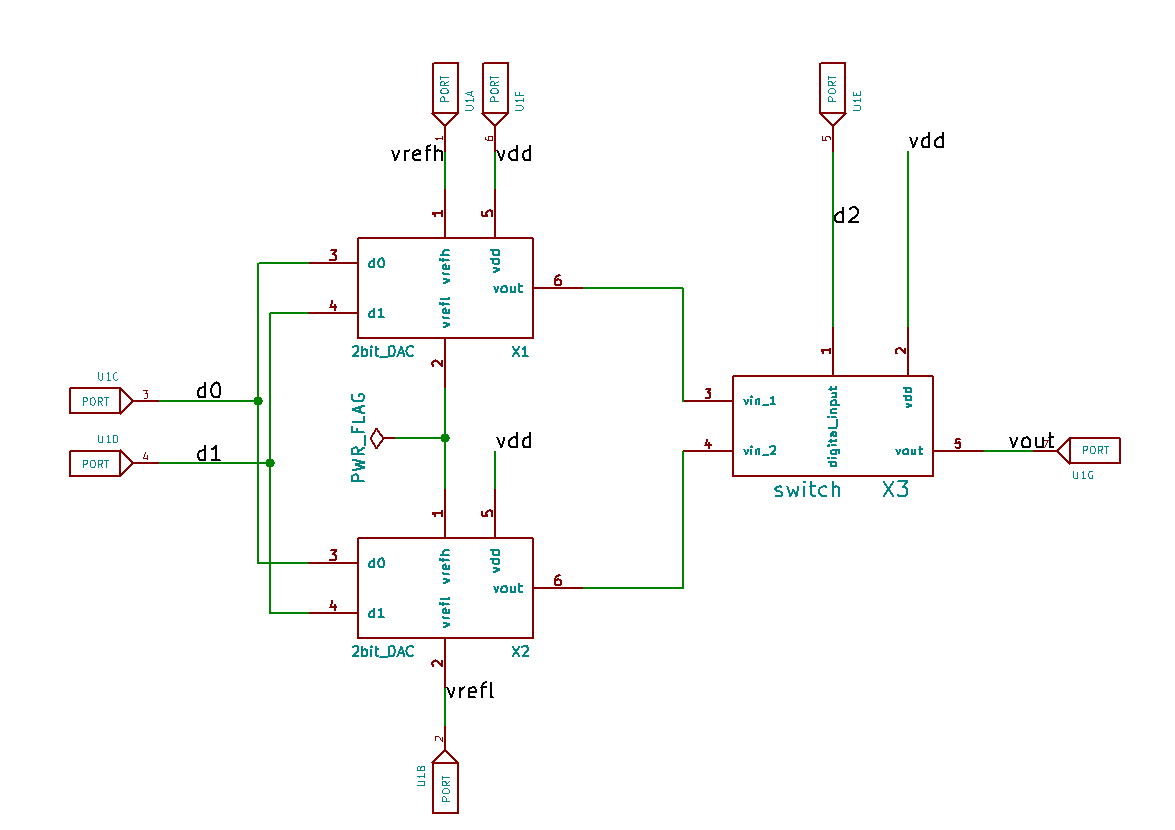 PORT
U1A
PORT
U1F
PORT
U1E
1
6
5
vrefh
vdd
vdd
d2
1
5
3
d0
vrefh
vdd
6
vout
4
d1
vrefl
2bit_DAC
X1
2
1
2
U1C
PORT
3
d0
PWR_FLAG
3
vin_1
digital_input
vdd
U1D
PORT
4
d1
vdd
4
vin_2
vout
5
vout
7
PORT
U1G
switch
X3
1
5
3
d0
vrefh
vdd
6
vout
4
d1
vrefl
2bit_DAC
X2
2
vrefl
2
U1B
PORT